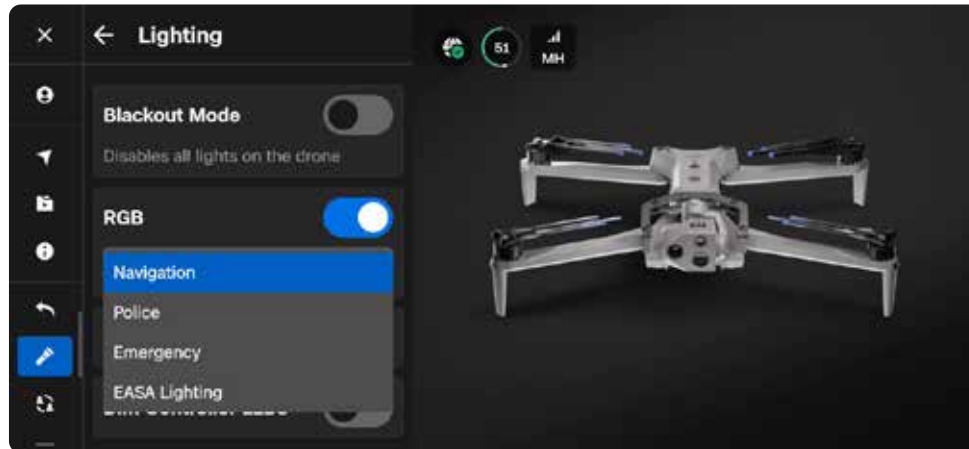 Lighting
51
MH
Blackout Mode
Disables all lights on the drone
RGB
Navigation
Police
Emergency
EASA Lighting